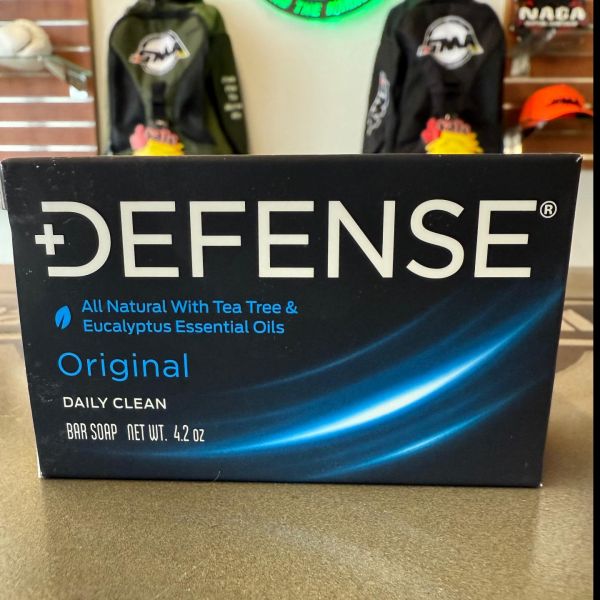 NAGA
+DEFENSE®
All Natural With Tea Tree &
Eucalyptus Essential Oils
Original
DAILY CLEAN
BAR SOAP NET WT. 4.2 oz